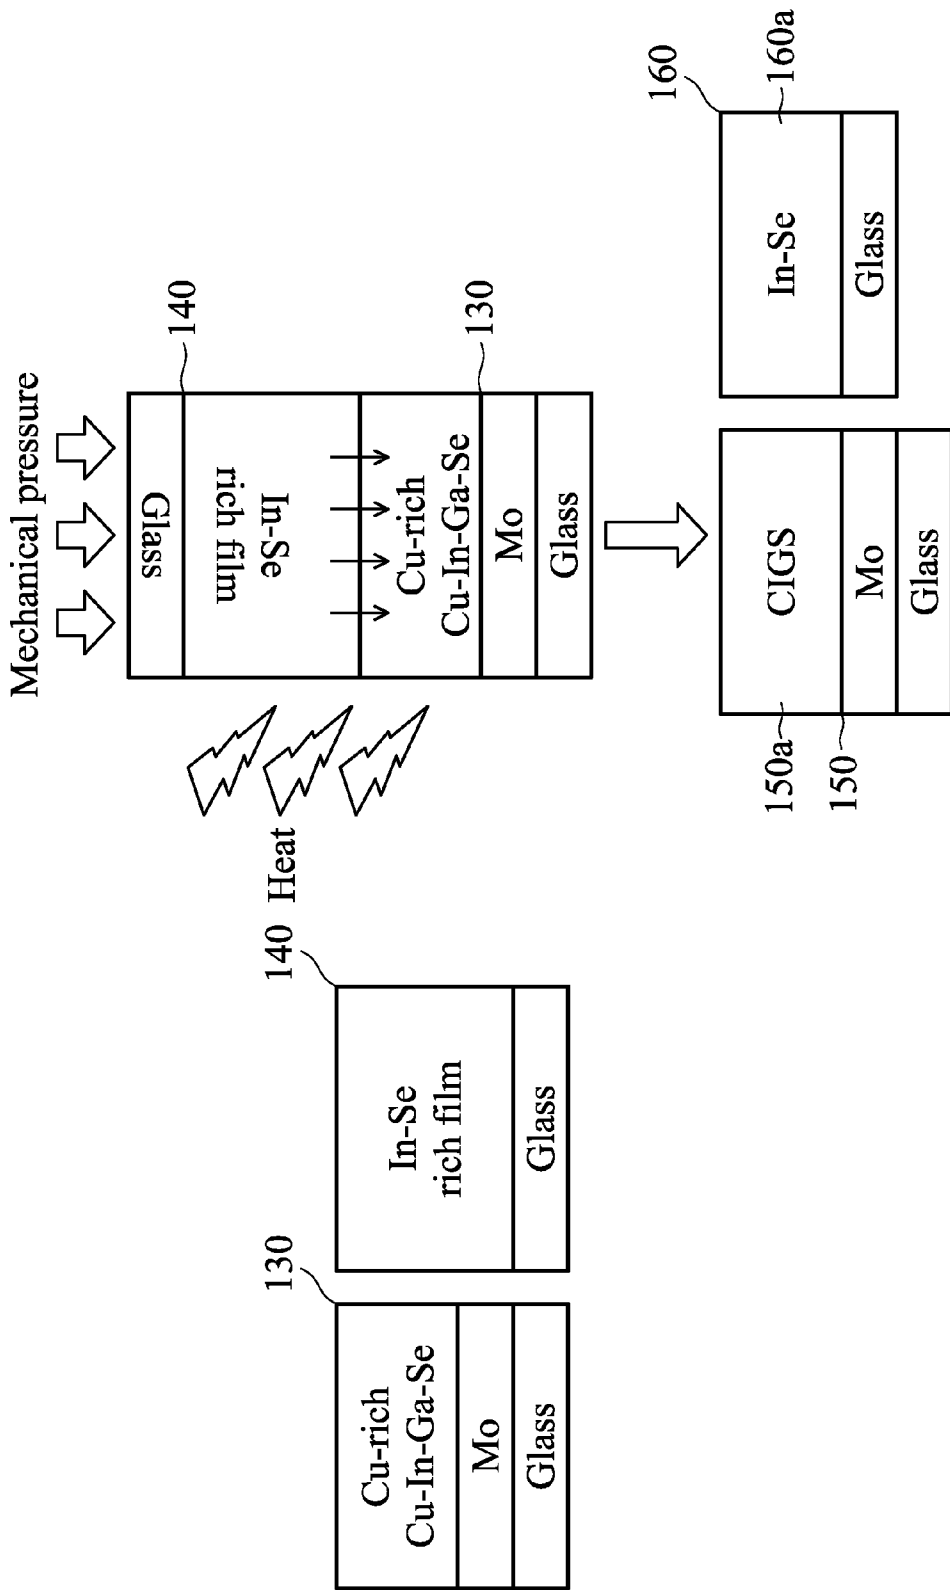 130
Cu-rich
Cu-In-Ga-Se
Mo
Glass
140
In-Se
rich film
Glass
Mechanical pressure
Heat
Glass
140
In-Se
rich film
Cu-rich
Cu-In-Ga-Se
130
Mo
Glass
150a
150
CIGS
Mo
Glass
160
160a
In-Se
Glass